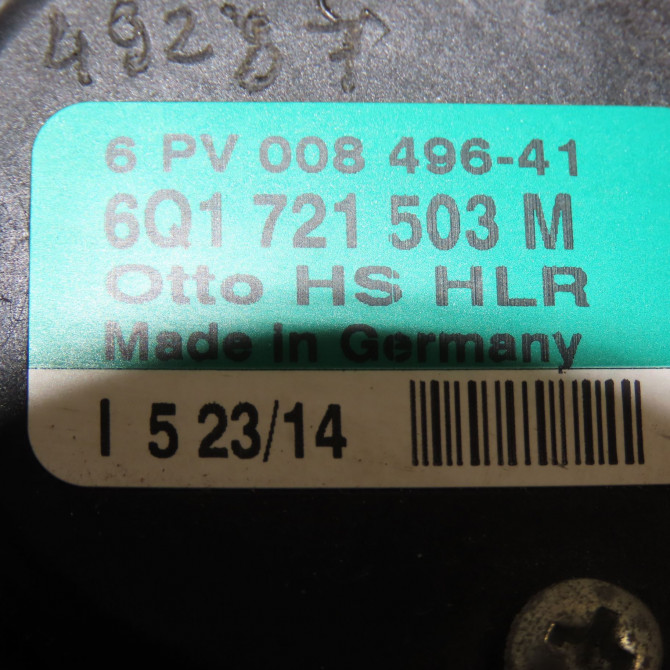 49287
6 PV 008 496-41
6Q1 721 503 M
Otto HS HLR
Made in Germany
I 5 23/14